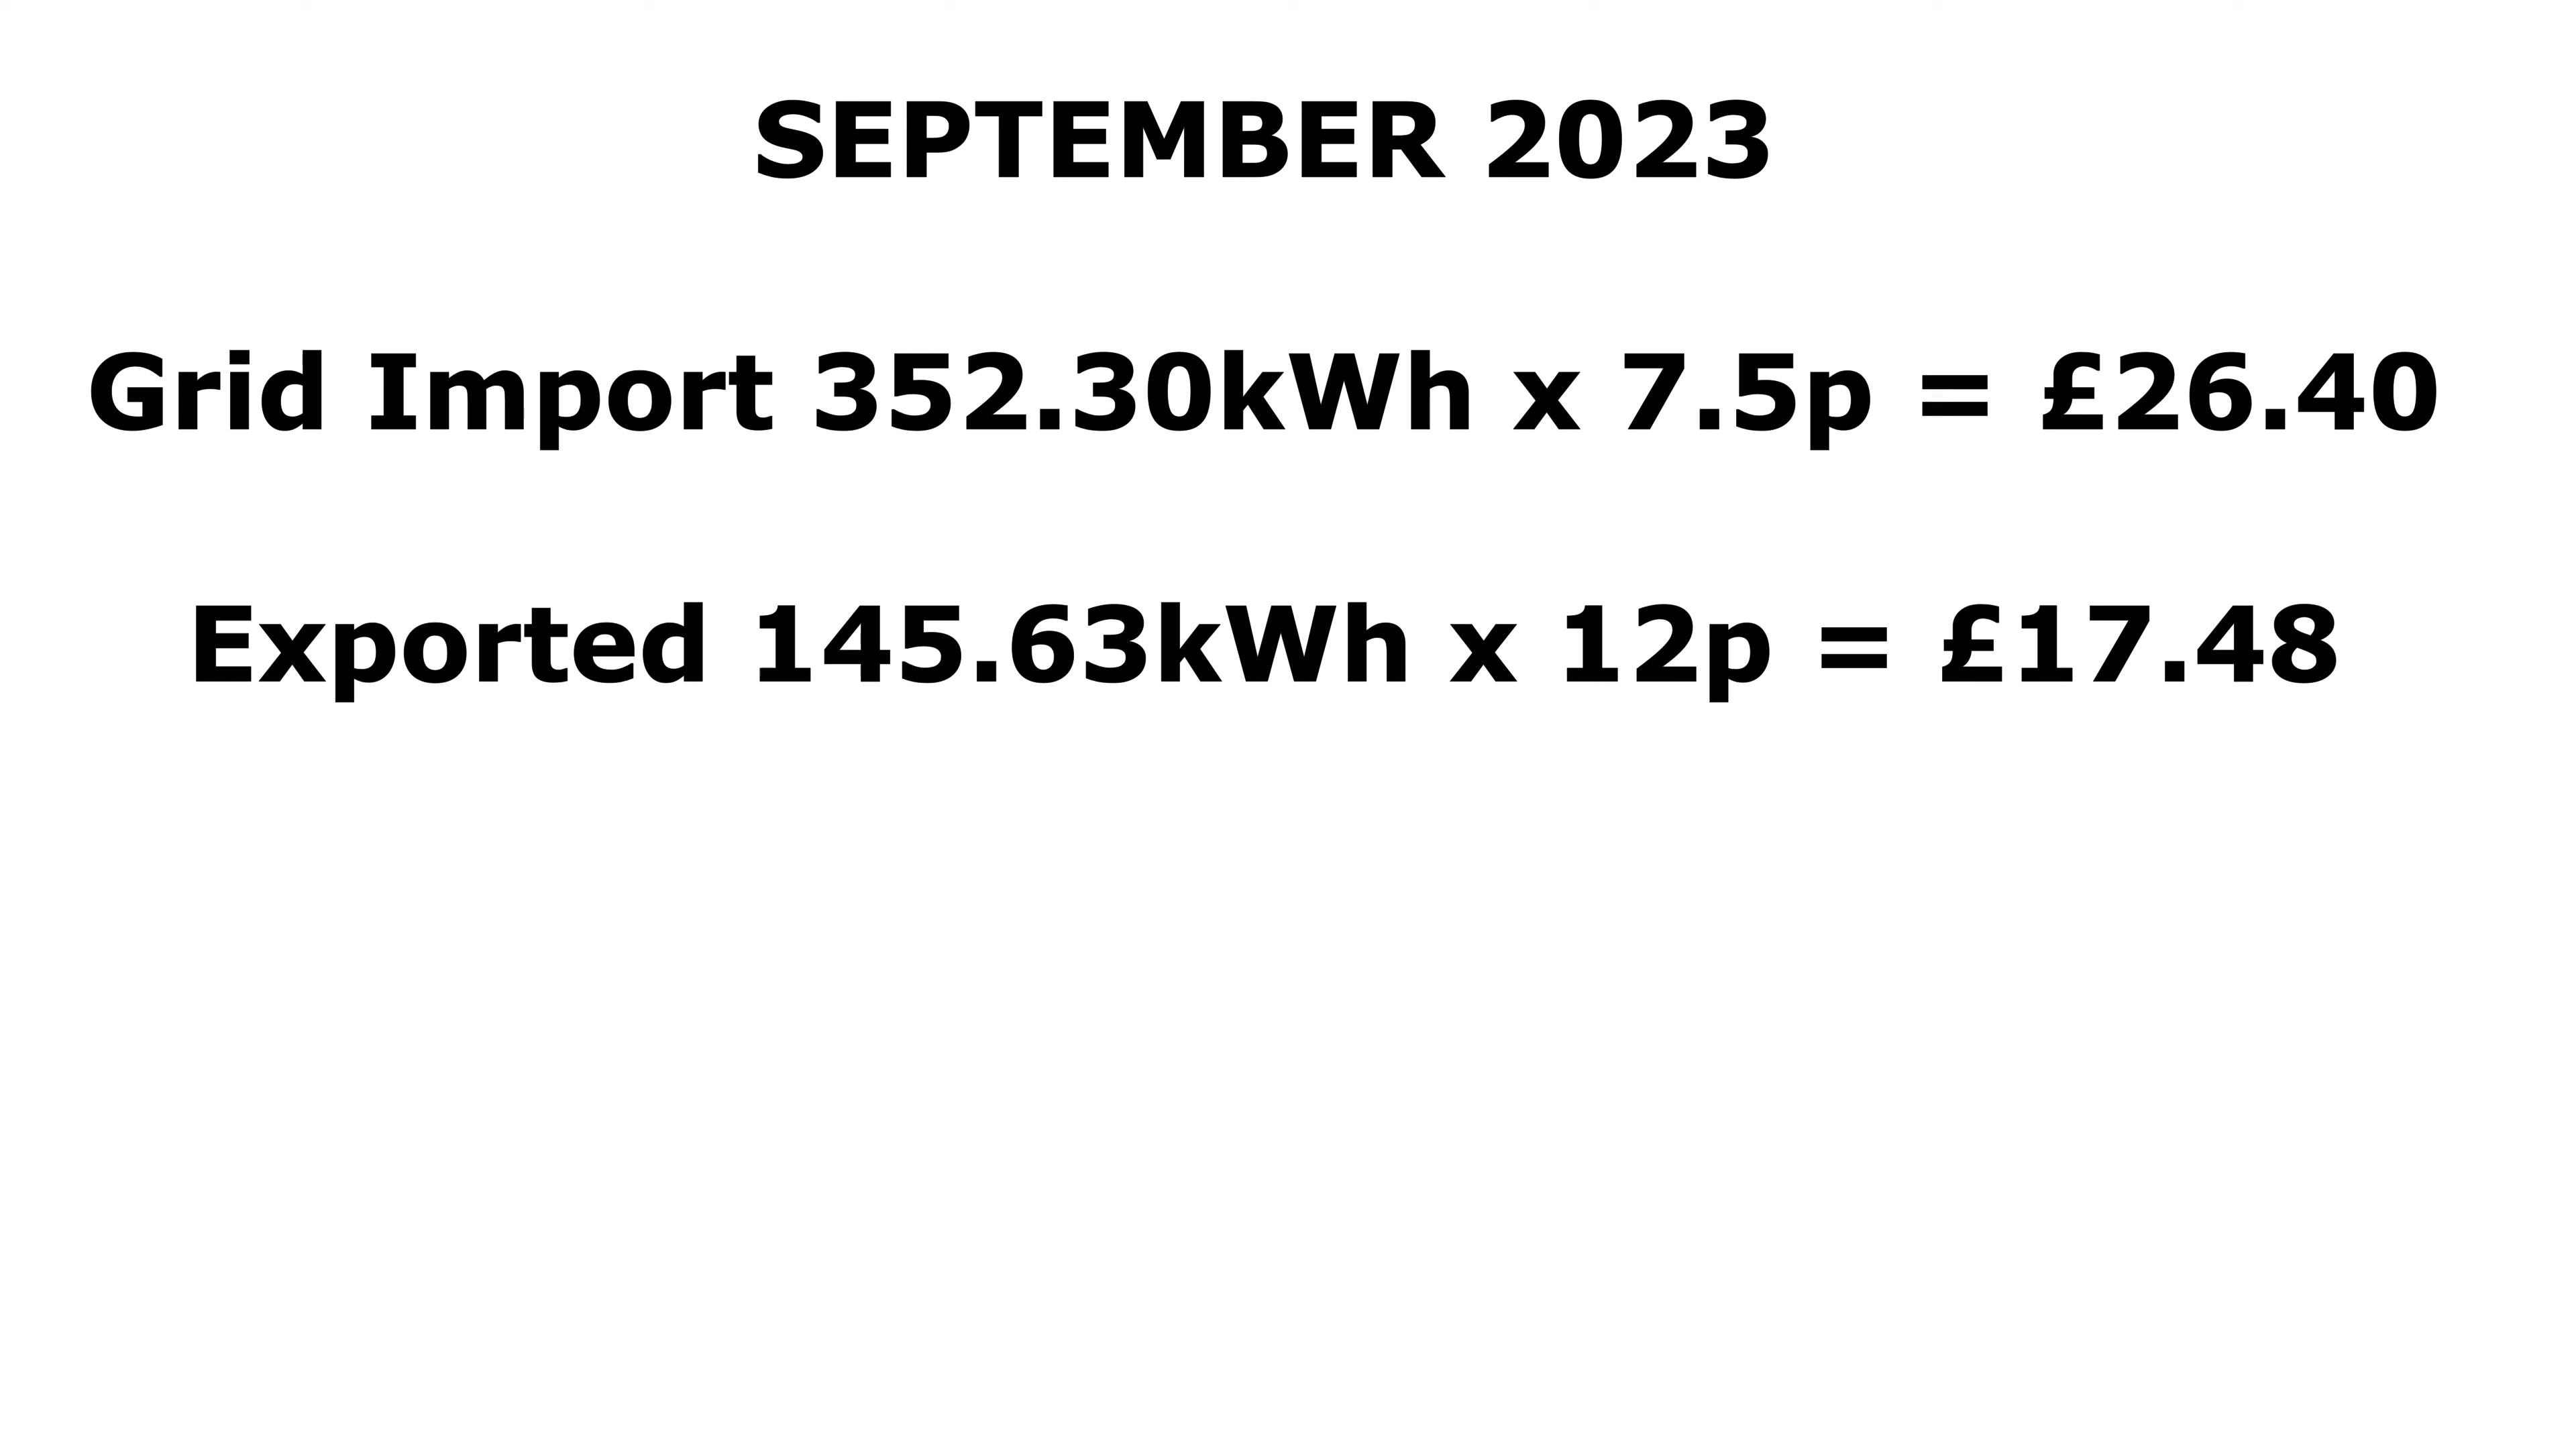 SEPTEMBER 2023
Grid Import 352.30kWh x 7.5p = £26.40
Exported 145.63kWh x 12p = £17.48